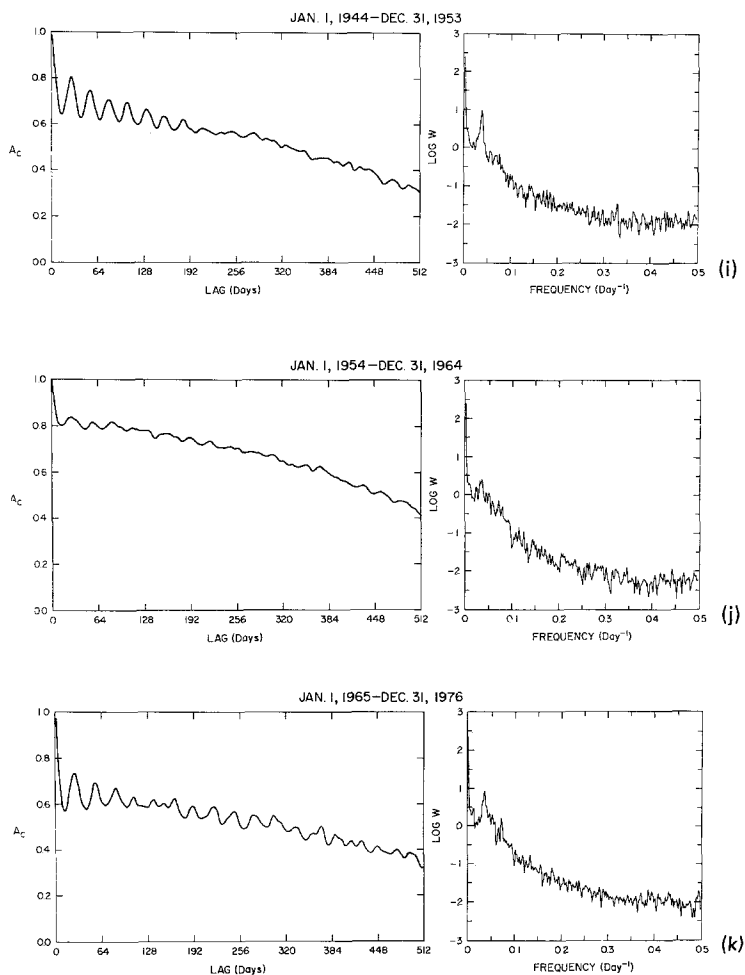 JAN. 1, 1944–DEC. 31, 1953
1.0
0.8
0.6
0.4
0.2
0.0
A_C
0 64 128 192 256 320 384 448 512
LAG (Days)
3
2
1
0
-1
-2
-3
LOG W
0 0.1 0.2 0.3 0.4 0.5
FREQUENCY (Day⁻¹)
(i)
JAN. 1, 1954–DEC. 31, 1964
1.0
0.8
0.6
0.4
0.2
0.0
A_C
0 64 128 192 256 320 384 448 512
LAG (Days)
3
2
1
0
-1
-2
-3
LOG W
0 0.1 0.2 0.3 0.4 0.5
FREQUENCY (Day⁻¹)
(j)
JAN. 1, 1965–DEC. 31, 1976
1.0
0.8
0.6
0.4
0.2
0.0
A_C
0 64 128 192 256 320 384 448 512
LAG (Days)
3
2
1
0
-1
-2
-3
LOG W
0 0.1 0.2 0.3 0.4 0.5
FREQUENCY (Day⁻¹)
(k)